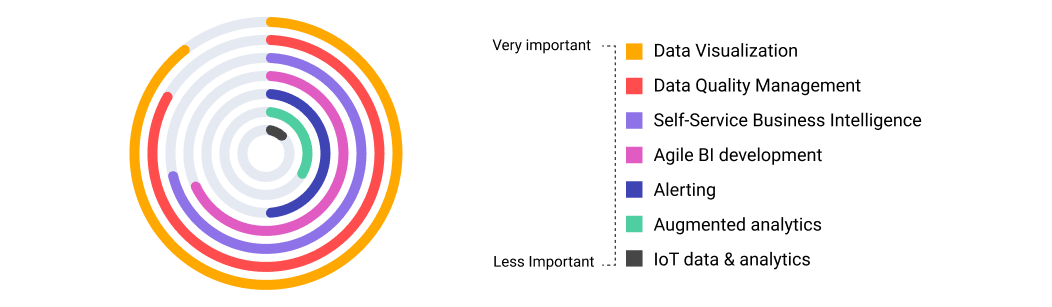 Very important
Data Visualization
Data Quality Management
Self-Service Business Intelligence
Agile BI development
Alerting
Augmented analytics
Less Important
IoT data & analytics